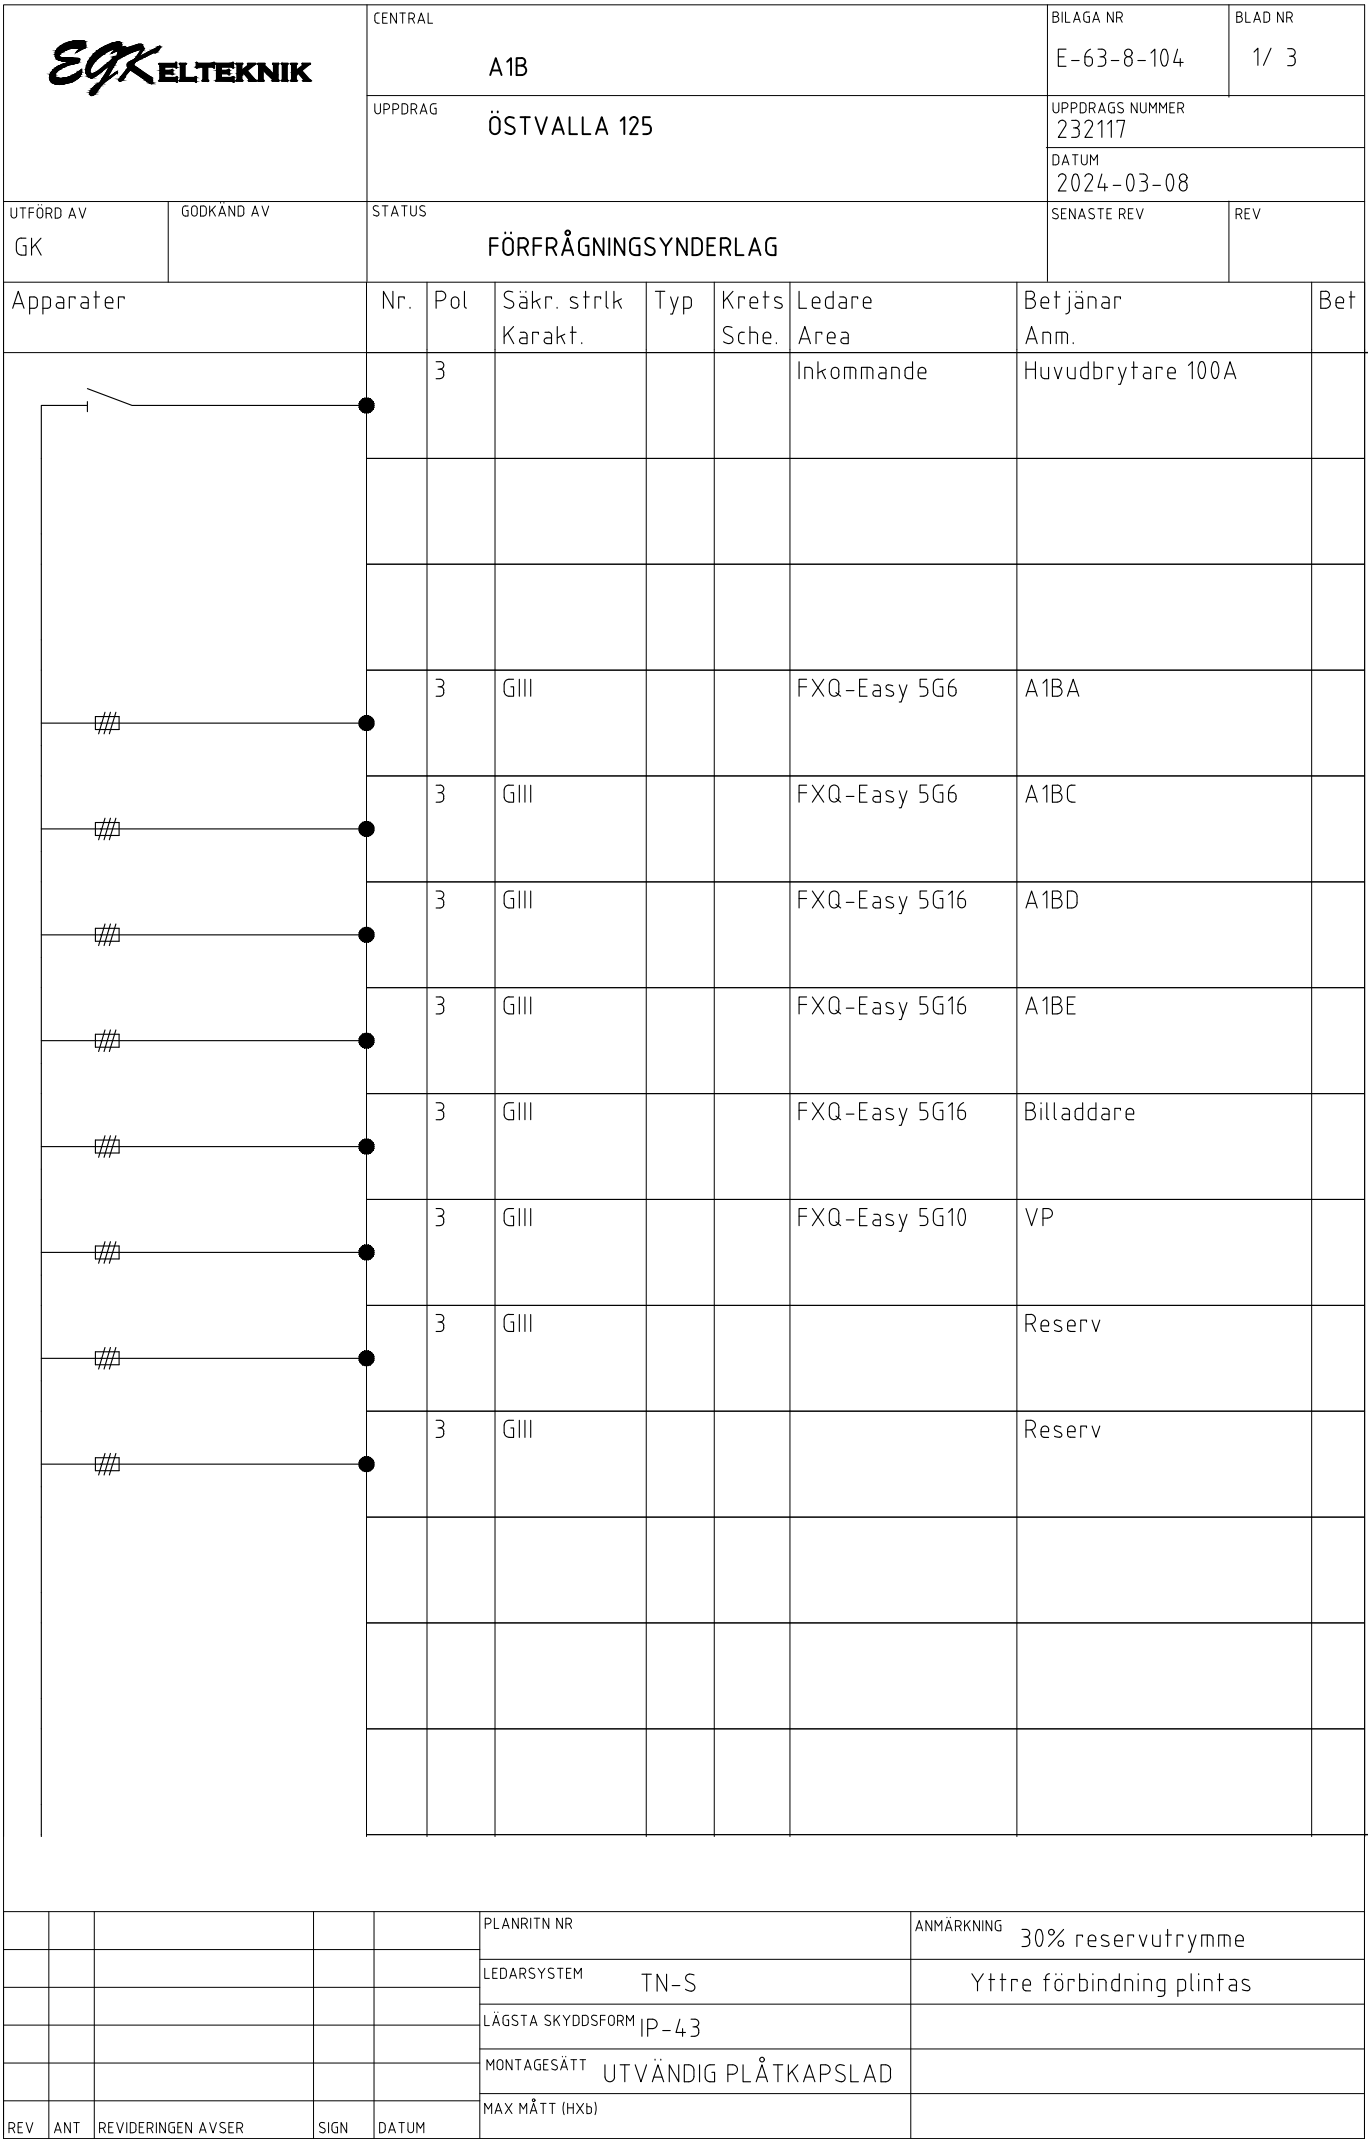 EGK ELTEKNIK
CENTRAL
A1B
BILAGA NR
E-63-8-104
BLAD NR
1/ 3
UPPDRAG
ÖSTVALLA 125
UPPDRAGS NUMMER
232117
DATUM
2024-03-08
UTFÖRD AV
GK
GODKÄND AV
STATUS
FÖRFRÅGNINGSYNDERLAG
SENASTE REV
REV
Apparater Nr. Pol Säkr. strlk Typ Krets Ledare Betjänar Bet
Karakt. Sche. Area Anm.
3 Inkommande Huvudbrytare 100A
3 GIII FXQ-Easy 5G6 A1BA
3 GIII FXQ-Easy 5G6 A1BC
3 GIII FXQ-Easy 5G16 A1BD
3 GIII FXQ-Easy 5G16 A1BE
3 GIII FXQ-Easy 5G16 Billaddare
3 GIII FXQ-Easy 5G10 VP
3 GIII Reserv
3 GIII Reserv
PLANRITN NR
ANMÄRKNING 30% reservutrymme
LEDARSYSTEM TN-S
Yttre förbindning plintas
LÄGSTA SKYDDSFORM IP-43
MONTAGESÄTT UTVÄNDIG PLÅTKAPSLAD
MAX MÅTT (HXb)
REV ANT REVIDERINGEN AVSER SIGN DATUM